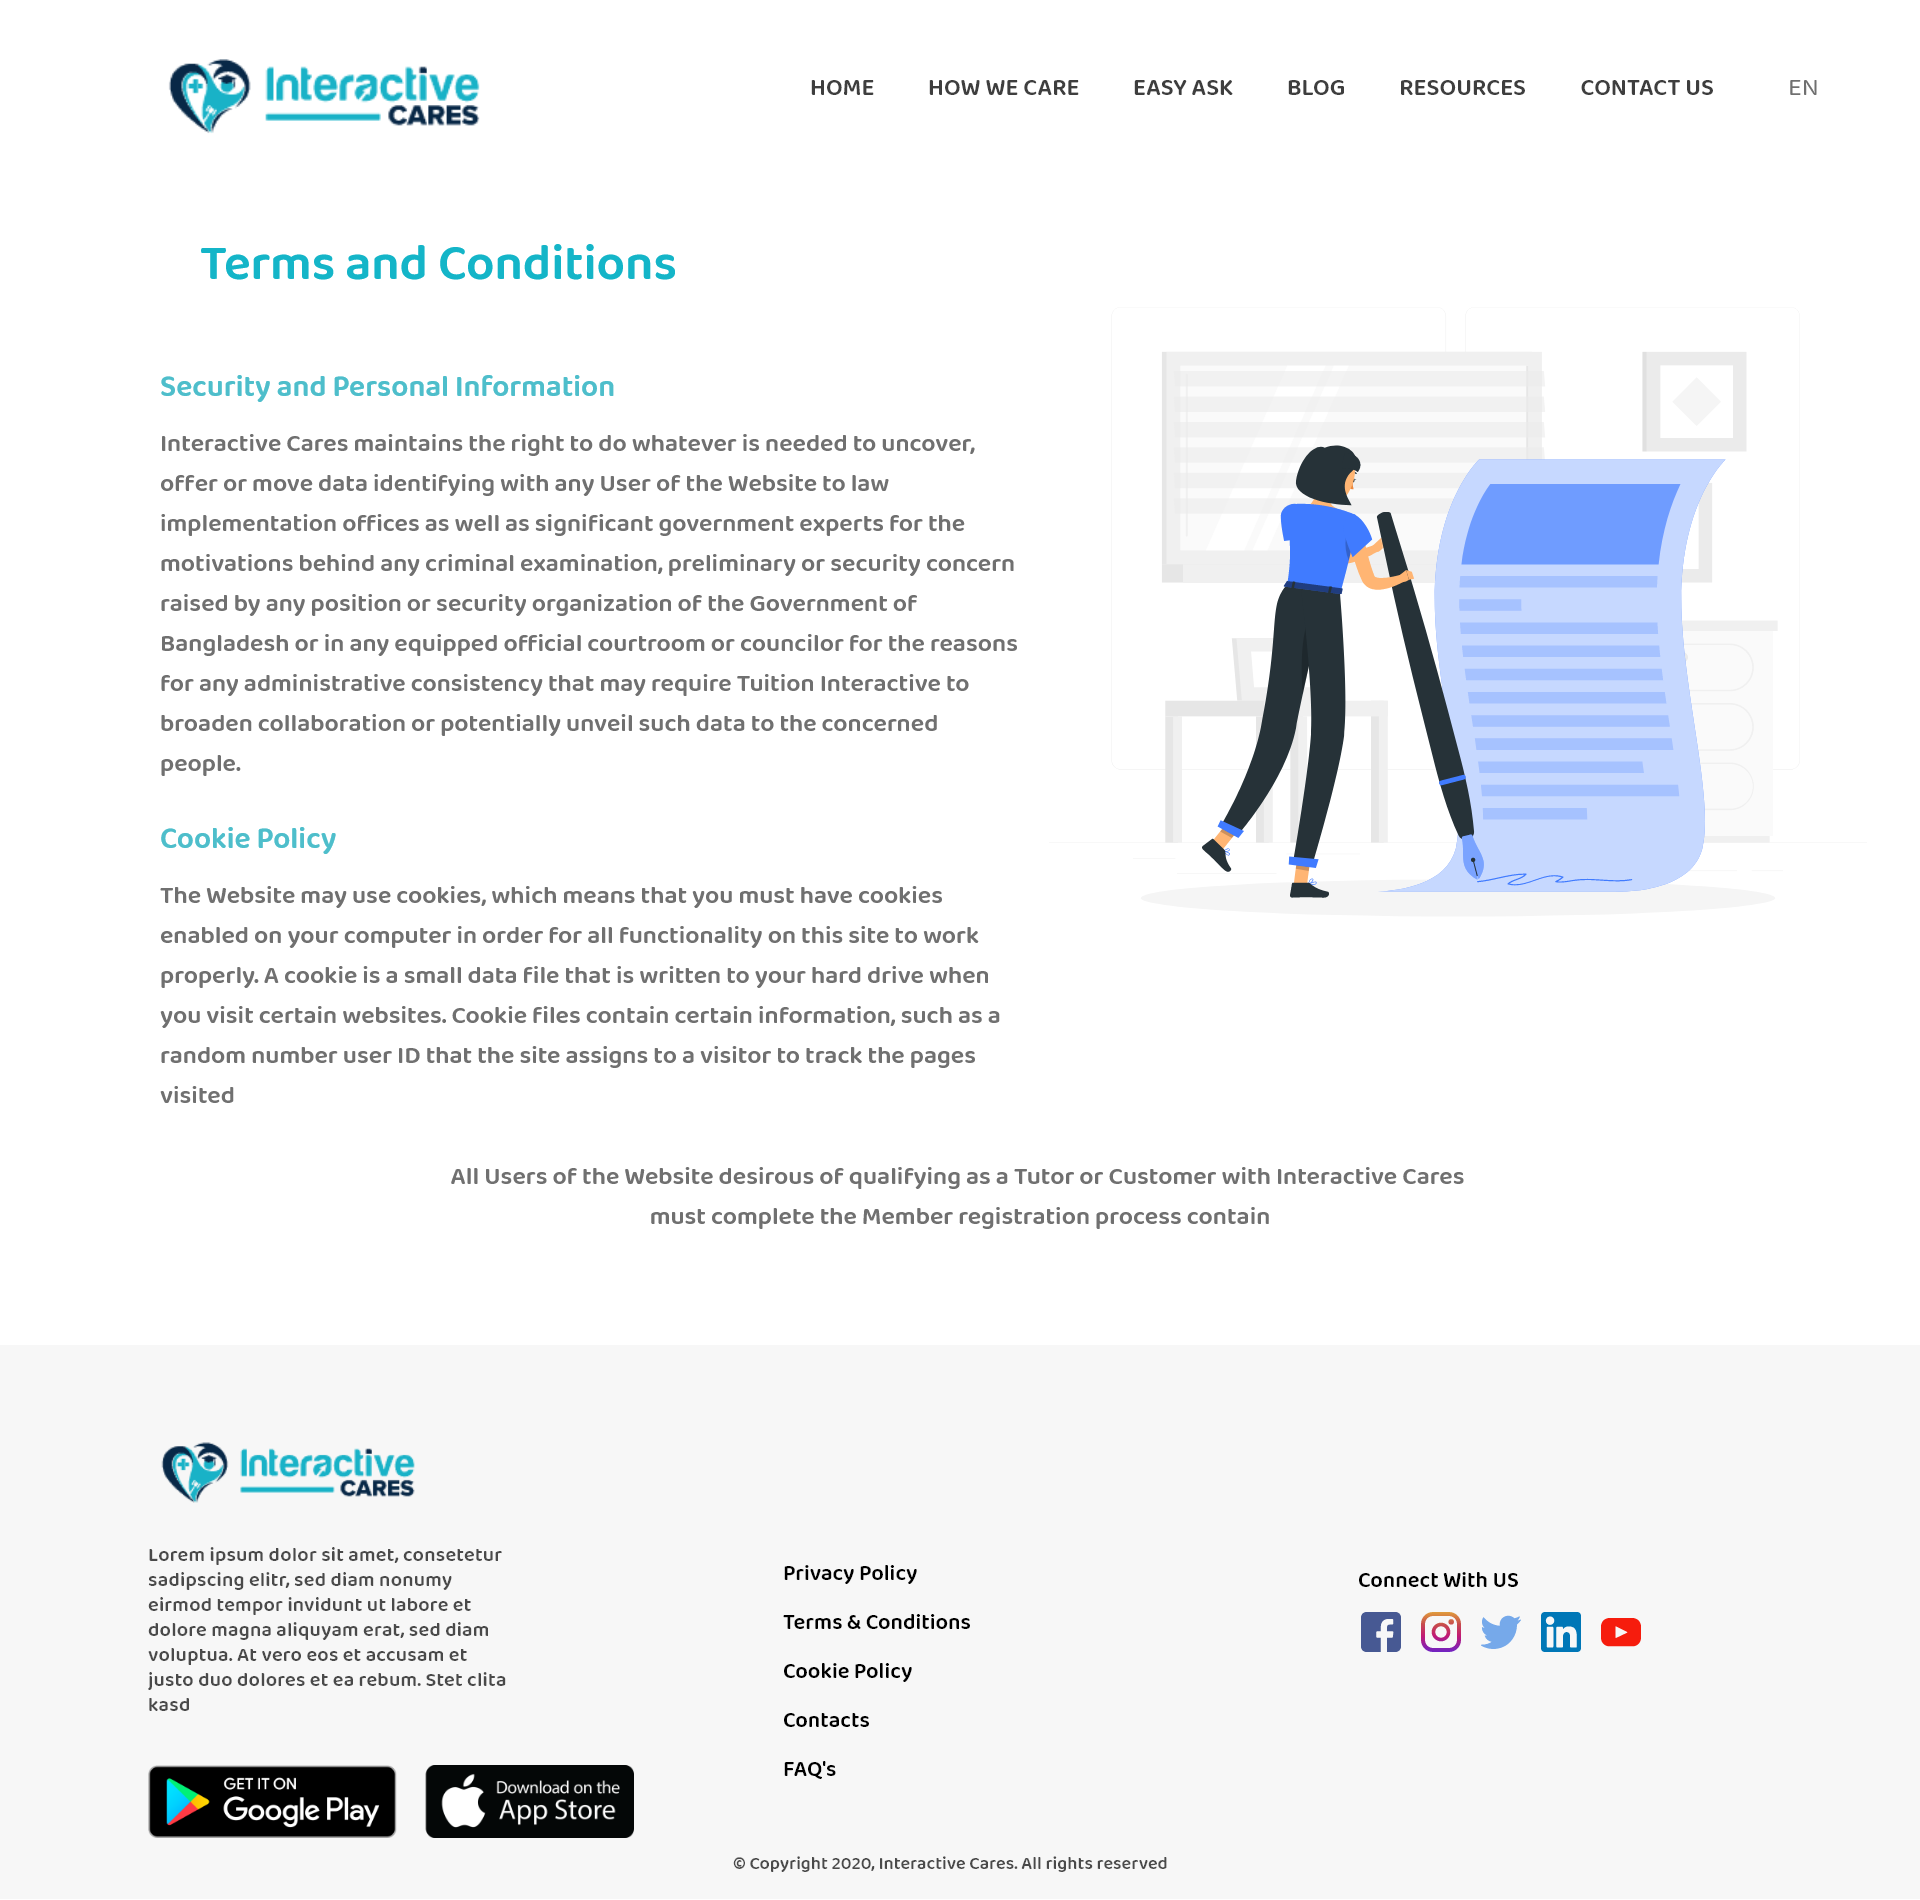 Interactive
CARES
HOME HOW WE CARE EASY ASK BLOG RESOURCES CONTACT US EN
Terms and Conditions
Security and Personal Information
Interactive Cares maintains the right to do whatever is needed to uncover,
offer or move data identifying with any User of the Website to law
implementation offices as well as significant government experts for the
motivations behind any criminal examination, preliminary or security concern
raised by any position or security organization of the Government of
Bangladesh or in any equipped official courtroom or councilor for the reasons
for any administrative consistency that may require Tuition Interactive to
broaden collaboration or potentially unveil such data to the concerned
people.
Cookie Policy
The Website may use cookies, which means that you must have cookies
enabled on your computer in order for all functionality on this site to work
properly. A cookie is a small data file that is written to your hard drive when
you visit certain websites. Cookie files contain certain information, such as a
random number user ID that the site assigns to a visitor to track the pages
visited
All Users of the Website desirous of qualifying as a Tutor or Customer with Interactive Cares
must complete the Member registration process contain
Interactive
CARES
Lorem ipsum dolor sit amet, consetetur
sadipscing elitr, sed diam nonumy
eirmod tempor invidunt ut labore et
dolore magna aliquyam erat, sed diam
voluptua. At vero eos et accusam et
justo duo dolores et ea rebum. Stet clita
kasd
GET IT ON
Google Play
Download on the
App Store
Privacy Policy
Terms & Conditions
Cookie Policy
Contacts
FAQ's
Connect With US
© Copyright 2020, Interactive Cares. All rights reserved